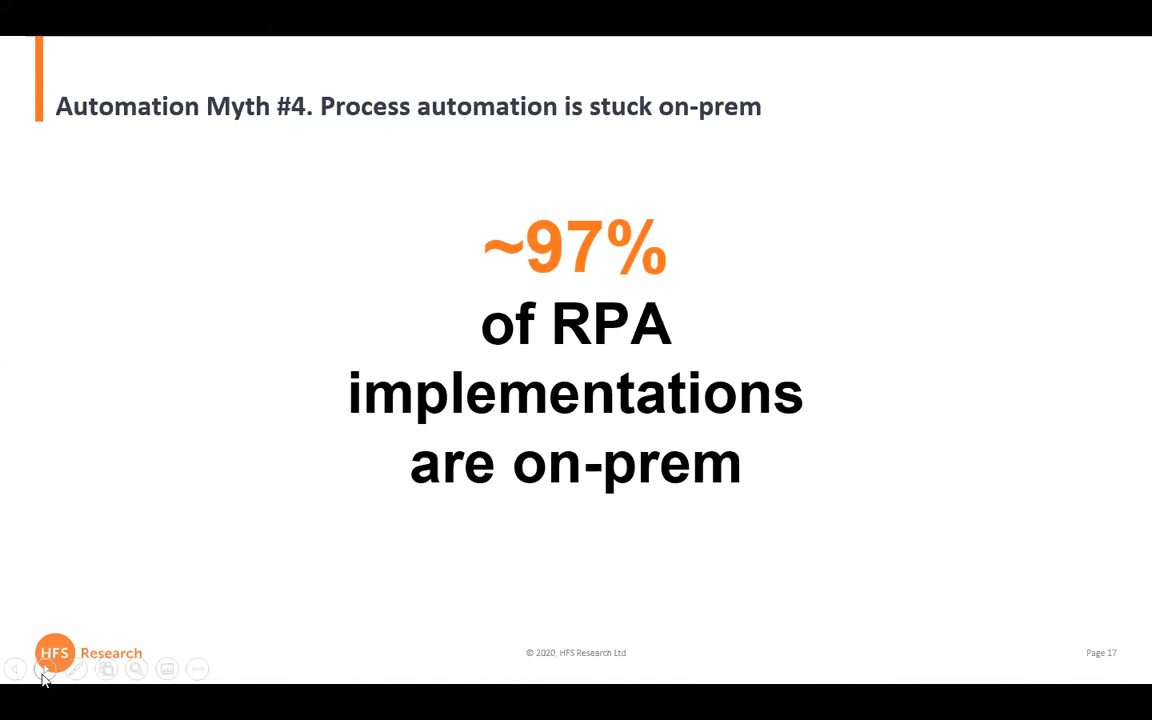 Automation Myth #4. Process automation is stuck on-prem
~97%
of RPA
implementations
are on-prem
HFS Research
© 2020, HFS Research Ltd
Page 17